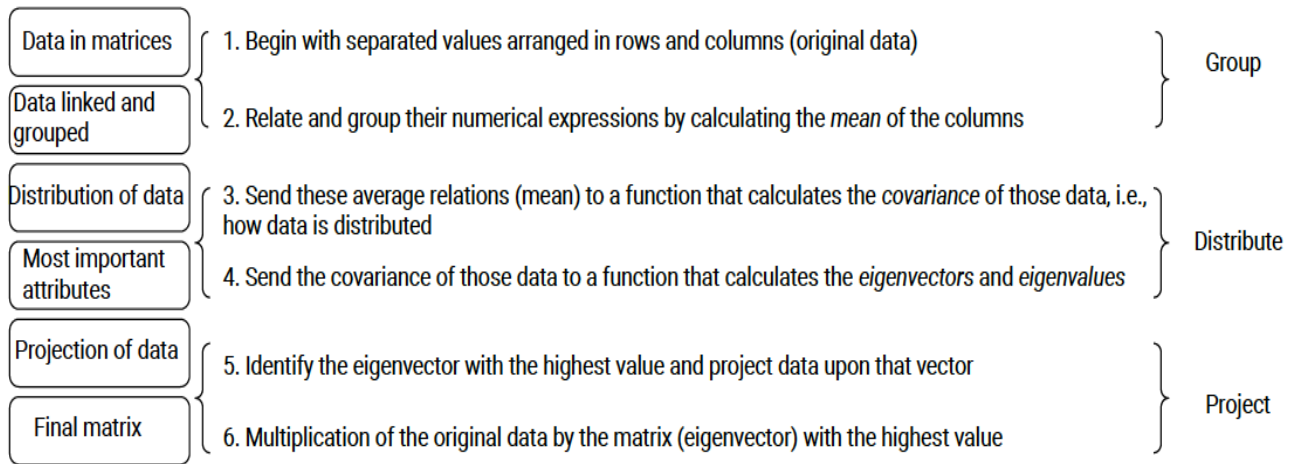 Data in matrices
1. Begin with separated values arranged in rows and columns (original data)
Group
Data linked and
grouped
2. Relate and group their numerical expressions by calculating the mean of the columns
Distribution of data
3. Send these average relations (mean) to a function that calculates the covariance of those data, i.e.,
how data is distributed
Distribute
Most important
attributes
4. Send the covariance of those data to a function that calculates the eigenvectors and eigenvalues
Projection of data
5. Identify the eigenvector with the highest value and project data upon that vector
Project
Final matrix
6. Multiplication of the original data by the matrix (eigenvector) with the highest value